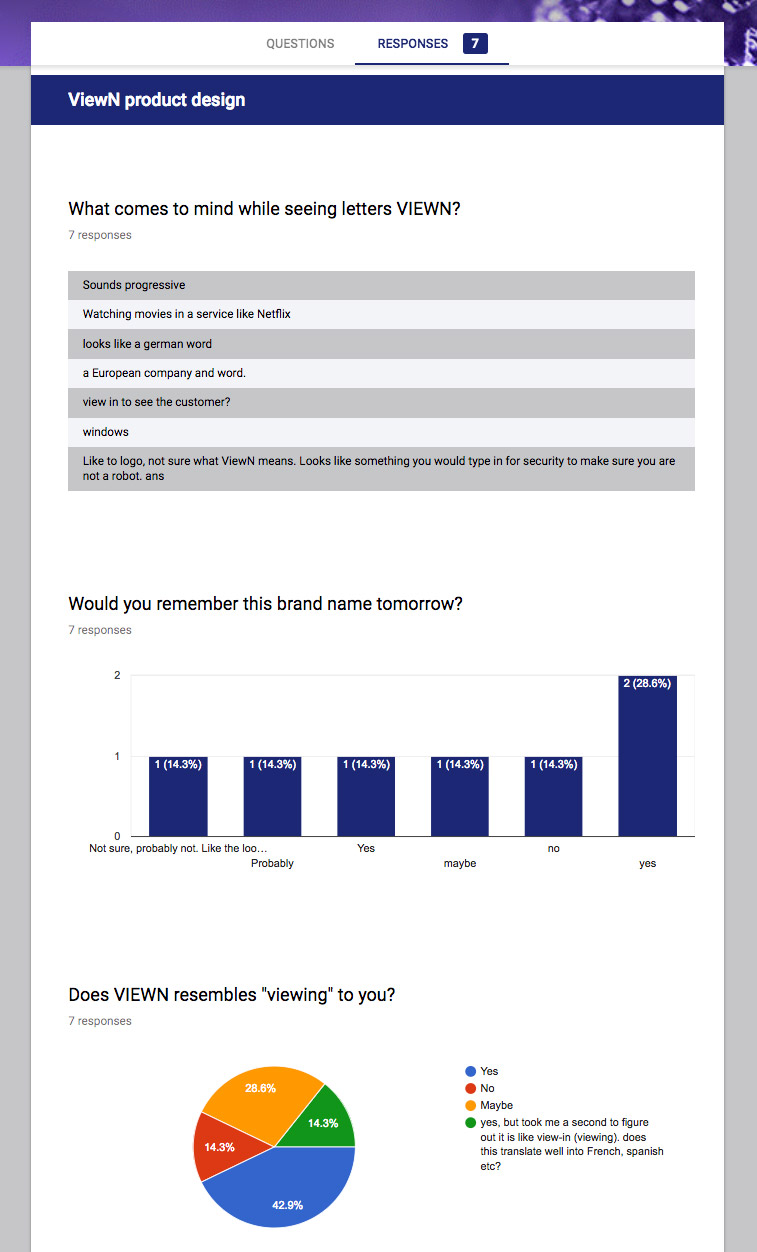 QUESTIONS
RESPONSES 7
ViewN product design
What comes to mind while seeing letters VIEWN?
7 responses
Sounds progressive
Watching movies in a service like Netflix
looks like a german word
a European company and word.
view in to see the customer?
windows
Like to logo, not sure what ViewN means. Looks like something you would type in for security to make sure you are
not a robot. ans
Would you remember this brand name tomorrow?
7 responses
2
1
0
1 (14.3%)
1 (14.3%)
1 (14.3%)
1 (14.3%)
1 (14.3%)
2 (28.6%)
Not sure, probably not. Like the loo…
Probably
Yes
maybe
no
yes
Does VIEWN resembles "viewing" to you?
7 responses
28.6%
14.3%
14.3%
42.9%
Yes
No
Maybe
yes, but took me a second to figure
out it is like view-in (viewing). does
this translate well into French, spanish
etc?